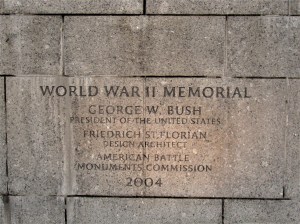 WORLD WAR II MEMORIAL
GEORGE W. BUSH
PRESIDENT OF THE UNITED STATES
FRIEDRICH ST.FLORIAN
DESIGN ARCHITECT
AMERICAN BATTLE
MONUMENTS COMMISSION
2004